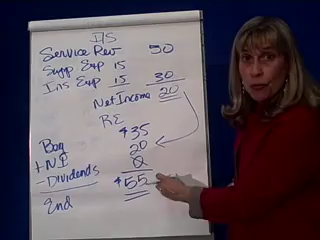 I/S
Service Rev 50
Supp Exp 15
Ins Exp 15 30
Net Income 20
RE
Beg $35
+NI 20
- Dividends 0
End $55